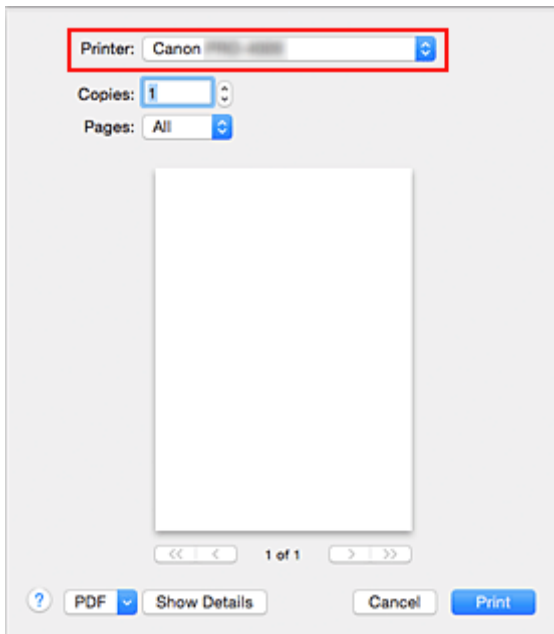 Printer: Canon
Copies: 1
Pages: All
<< < 1 of 1 > >>
? PDF Show Details Cancel Print